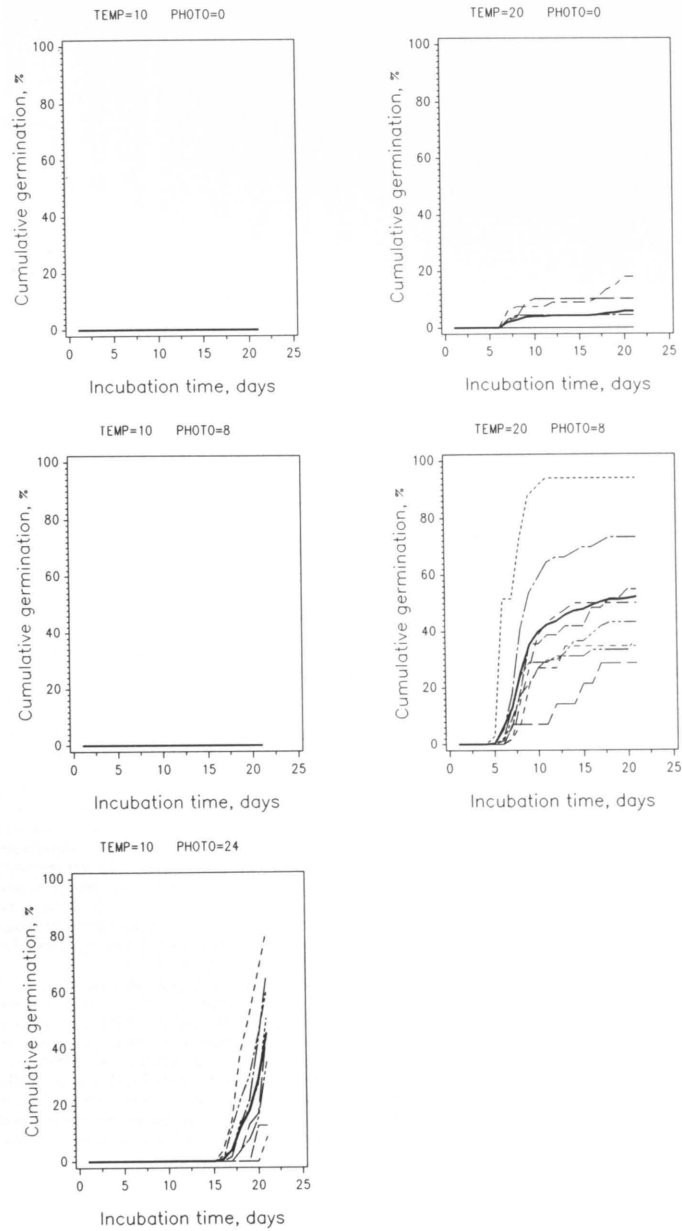 TEMP=10 PHOTO=0
Cumulative germination, %
100
80
60
40
20
0
0 5 10 15 20 25
Incubation time, days
TEMP=20 PHOTO=0
Cumulative germination, %
100
80
60
40
20
0
0 5 10 15 20 25
Incubation time, days
TEMP=10 PHOTO=8
Cumulative germination, %
100
80
60
40
20
0
0 5 10 15 20 25
Incubation time, days
TEMP=20 PHOTO=8
Cumulative germination, %
100
80
60
40
20
0
0 5 10 15 20 25
Incubation time, days
TEMP=10 PHOTO=24
Cumulative germination, %
100
80
60
40
20
0
0 5 10 15 20 25
Incubation time, days